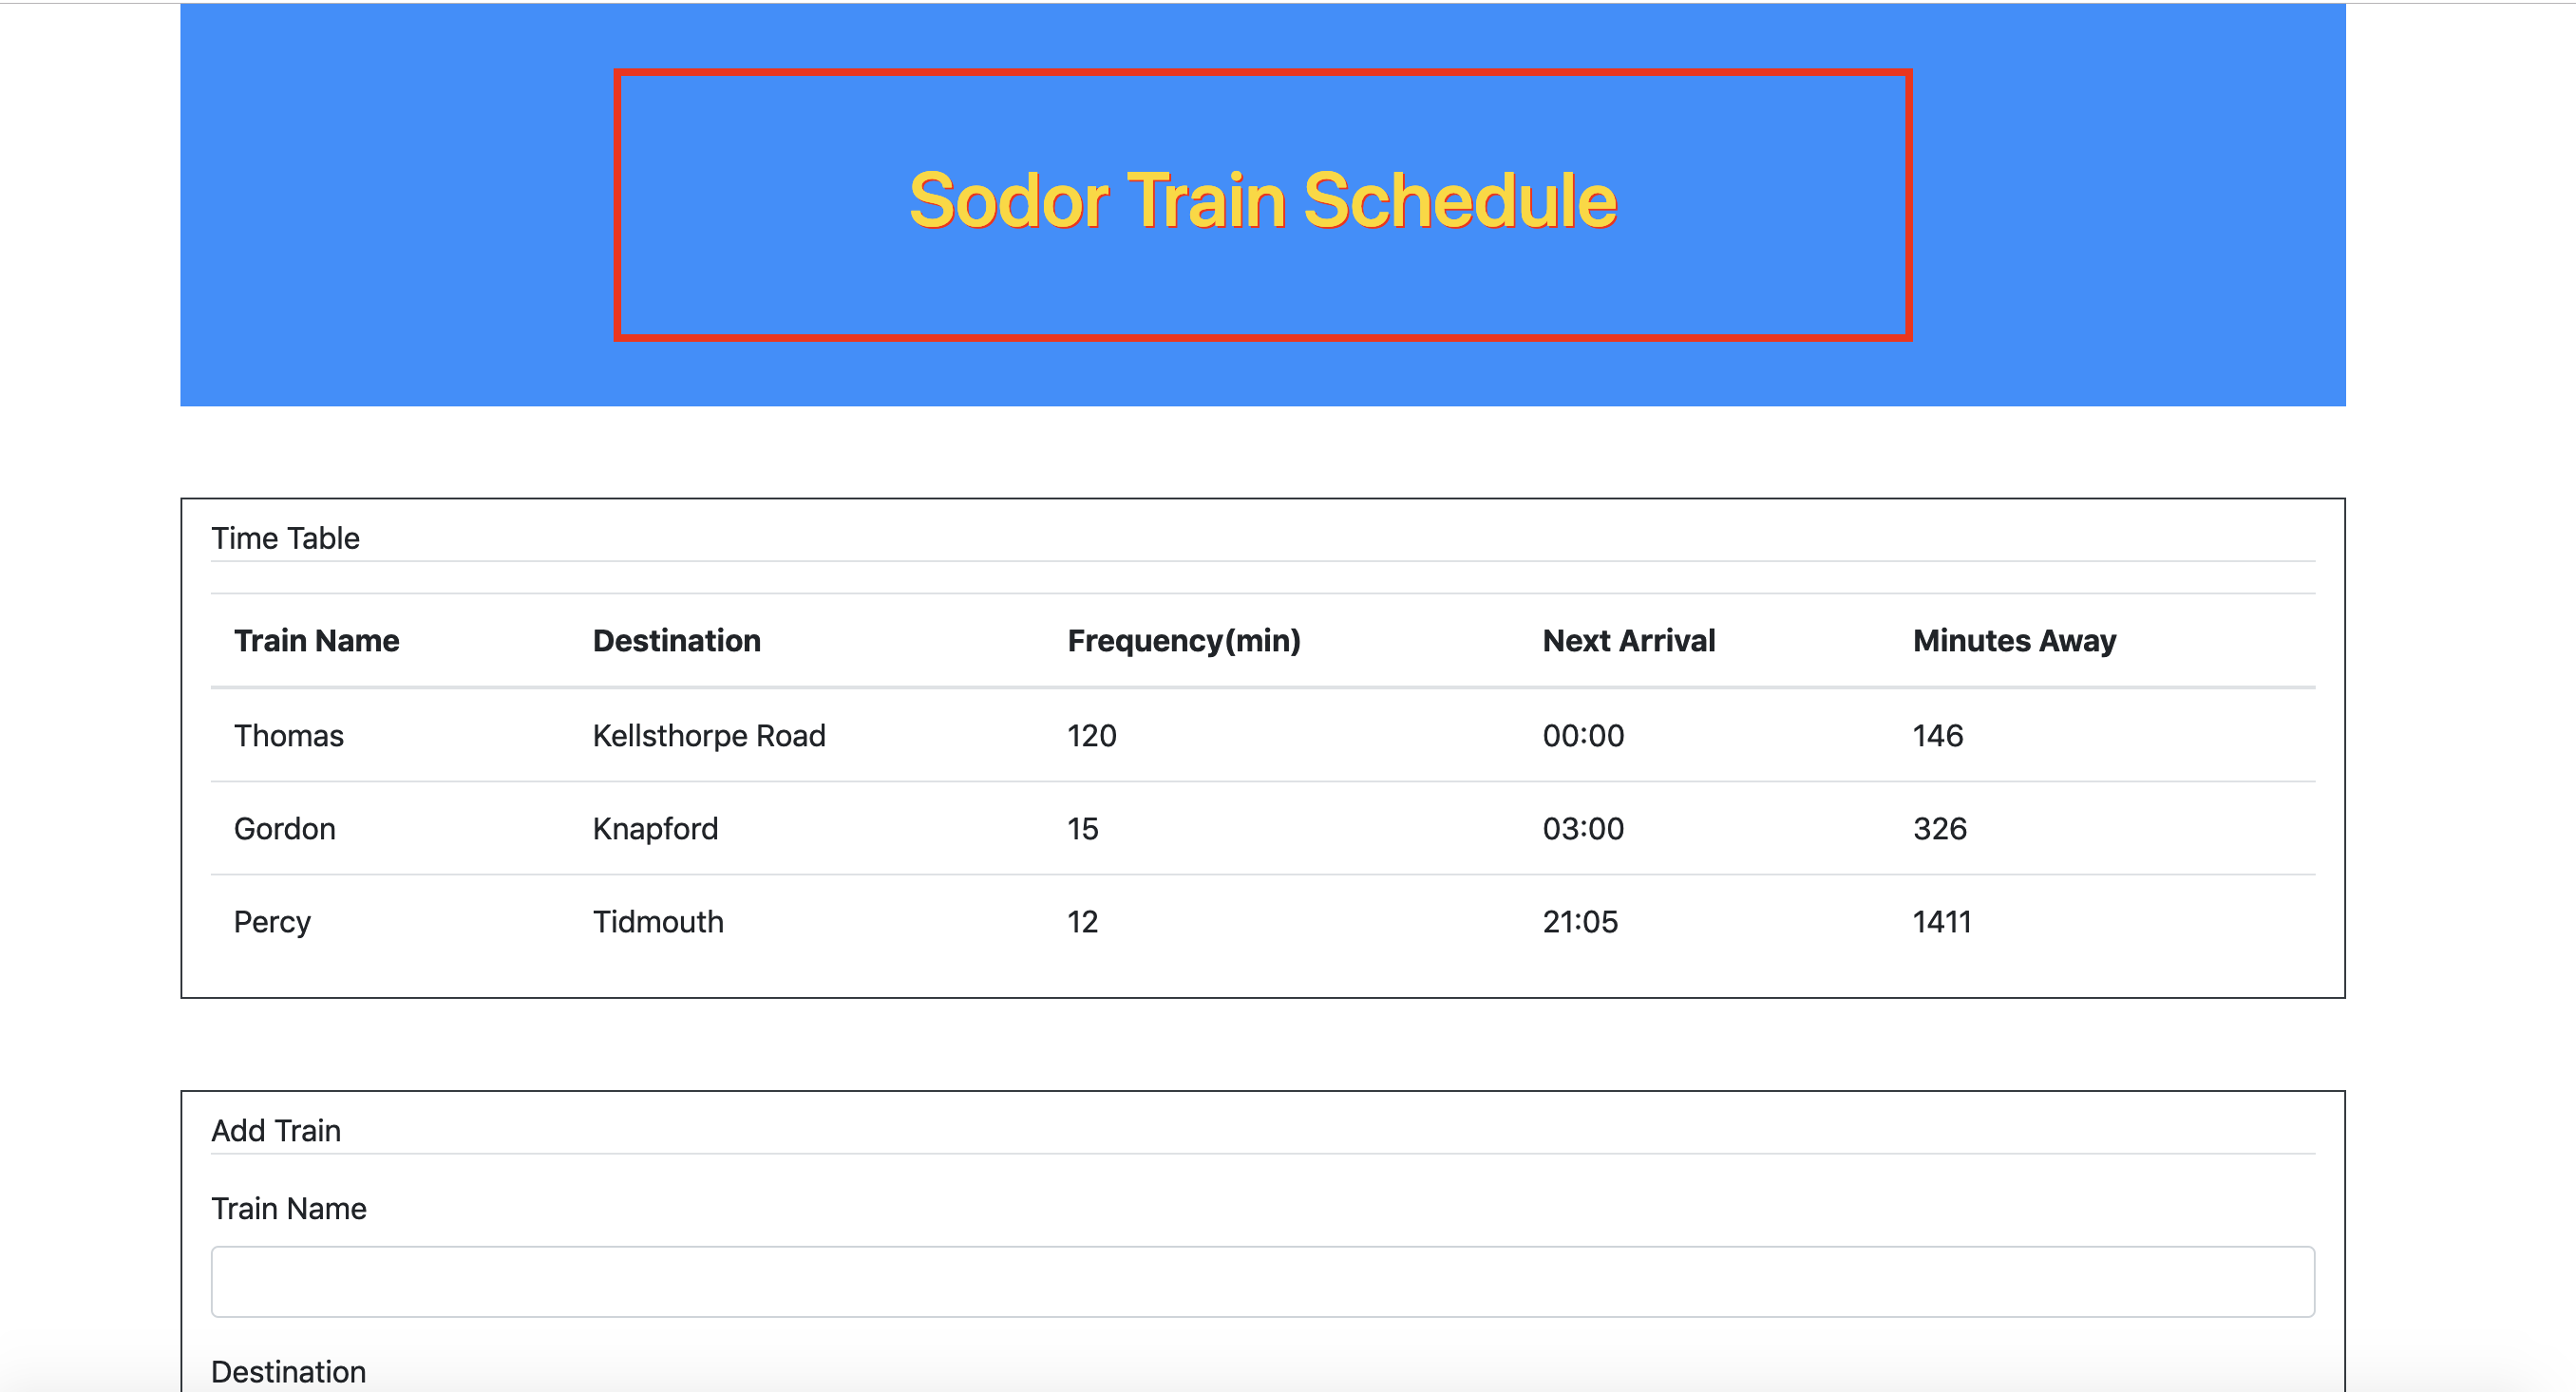 Sodor Train Schedule
Time Table
Train Name Destination Frequency(min) Next Arrival Minutes Away
Thomas Kellsthorpe Road 120 00:00 146
Gordon Knapford 15 03:00 326
Percy Tidmouth 12 21:05 1411
Add Train
Train Name
Destination